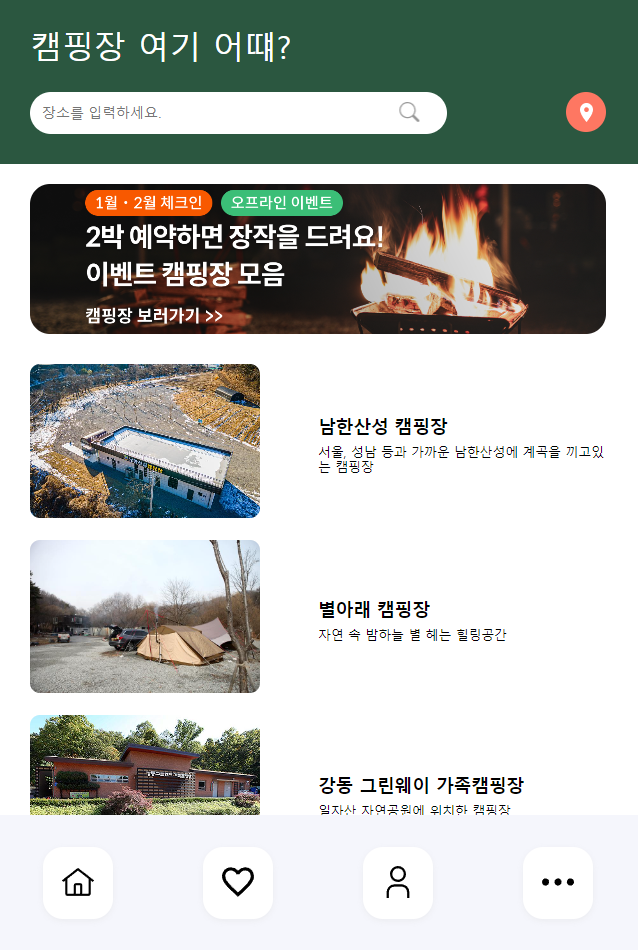 캠핑장 여기 어떄?
장소를 입력하세요.
1월・2월 체크인 오프라인 이벤트
2박 예약하면 장작을 드려요!
이벤트 캠핑장 모음
캠핑장 보러가기 >>
남한산성 캠핑장
서울, 성남 등과 가까운 남한산성에 계곡을 끼고있
는 캠핑장
별아래 캠핑장
자연 속 밤하늘 별 헤는 힐링공간
강동 그린웨이 가족캠핑장
일자산 자연공원에 위치한 캠핑장